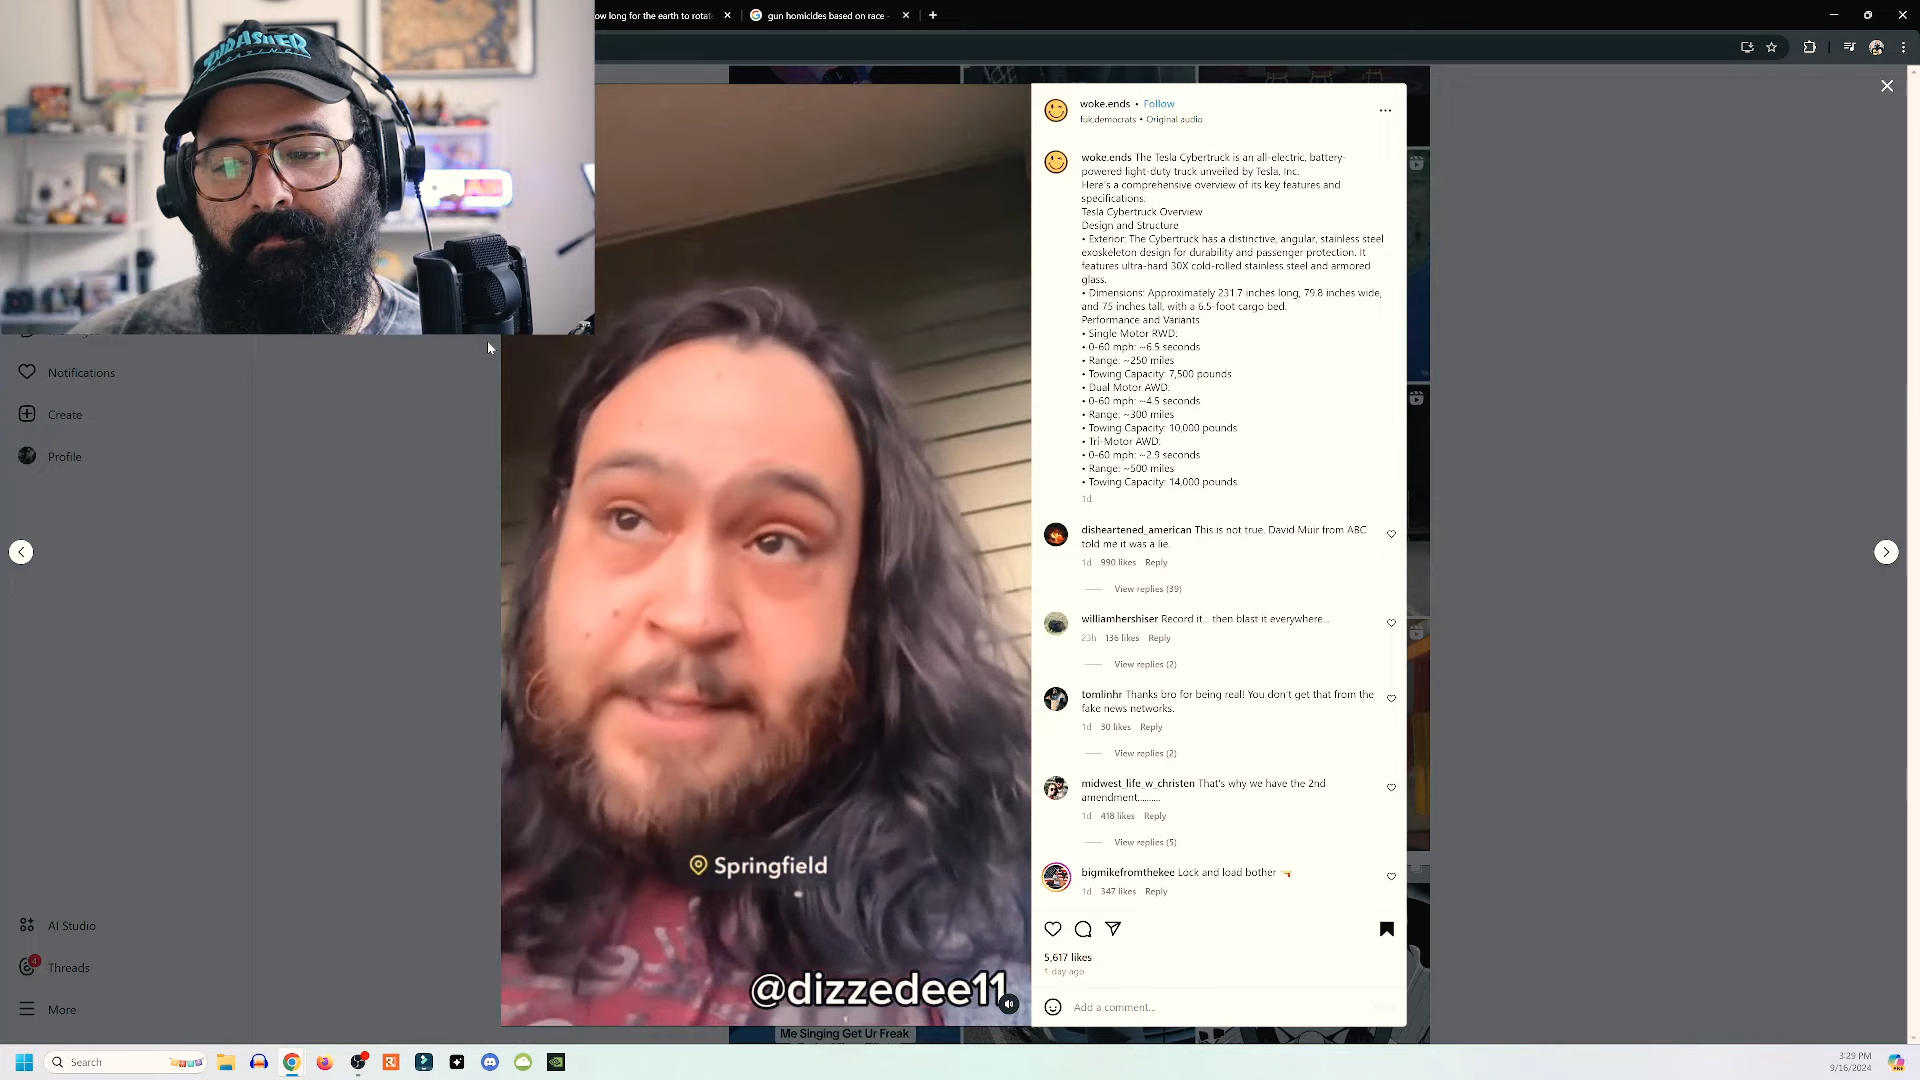 THRASHER
MAGAZINE
ow long for the earth to rotat
gun homicides based on race -
woke.ends • Follow
fuk.democrats • Original audio
woke.ends The Tesla Cybertruck is an all-electric, battery-
powered light-duty truck unveiled by Tesla, Inc.
Here's a comprehensive overview of its key features and
specifications:
Tesla Cybertruck Overview
Design and Structure
• Exterior: The Cybertruck has a distinctive, angular, stainless steel
exoskeleton design for durability and passenger protection. It
features ultra-hard 30X cold-rolled stainless steel and armored
glass.
• Dimensions: Approximately 231.7 inches long, 79.8 inches wide,
and 75 inches tall, with a 6.5-foot cargo bed.
Performance and Variants
• Single Motor RWD:
• 0-60 mph: ~6.5 seconds
• Range: ~250 miles
• Towing Capacity: 7,500 pounds
• Dual Motor AWD:
• 0-60 mph: ~4.5 seconds
• Range: ~300 miles
• Towing Capacity: 10,000 pounds
• Tri-Motor AWD:
• 0-60 mph: ~2.9 seconds
• Range: ~500 miles
• Towing Capacity: 14,000 pounds
1d
disheartened_american This is not true. David Muir from ABC
told me it was a lie.
1d 990 likes Reply
View replies (39)
williamhershiser Record it... then blast it everywhere...
23h 136 likes Reply
View replies (2)
tomlinhr Thanks bro for being real! You don't get that from the
fake news networks.
1d 30 likes Reply
View replies (2)
midwest_life_w_christen That's why we have the 2nd
amendment..........
1d 418 likes Reply
View replies (5)
bigmikefromthekee Lock and load bother
1d 347 likes Reply
5,617 likes
1 day ago
Add a comment...
Notifications
Create
Profile
AI Studio
4
Threads
More
Springfield
@dizzedee11
Me Singing Get Ur Freak
Search
3:29 PM
9/16/2024